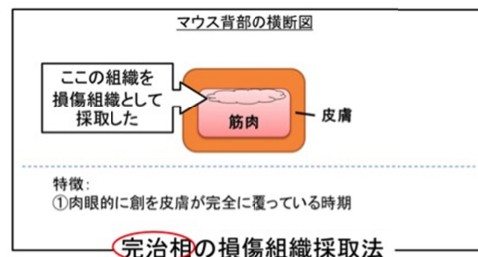 マウス背部の横断図
ここの組織を
損傷組織として
採取した
筋肉
皮膚
特徴:
①肉眼的に創を皮膚が完全に覆っている時期
完治相の損傷組織採取法